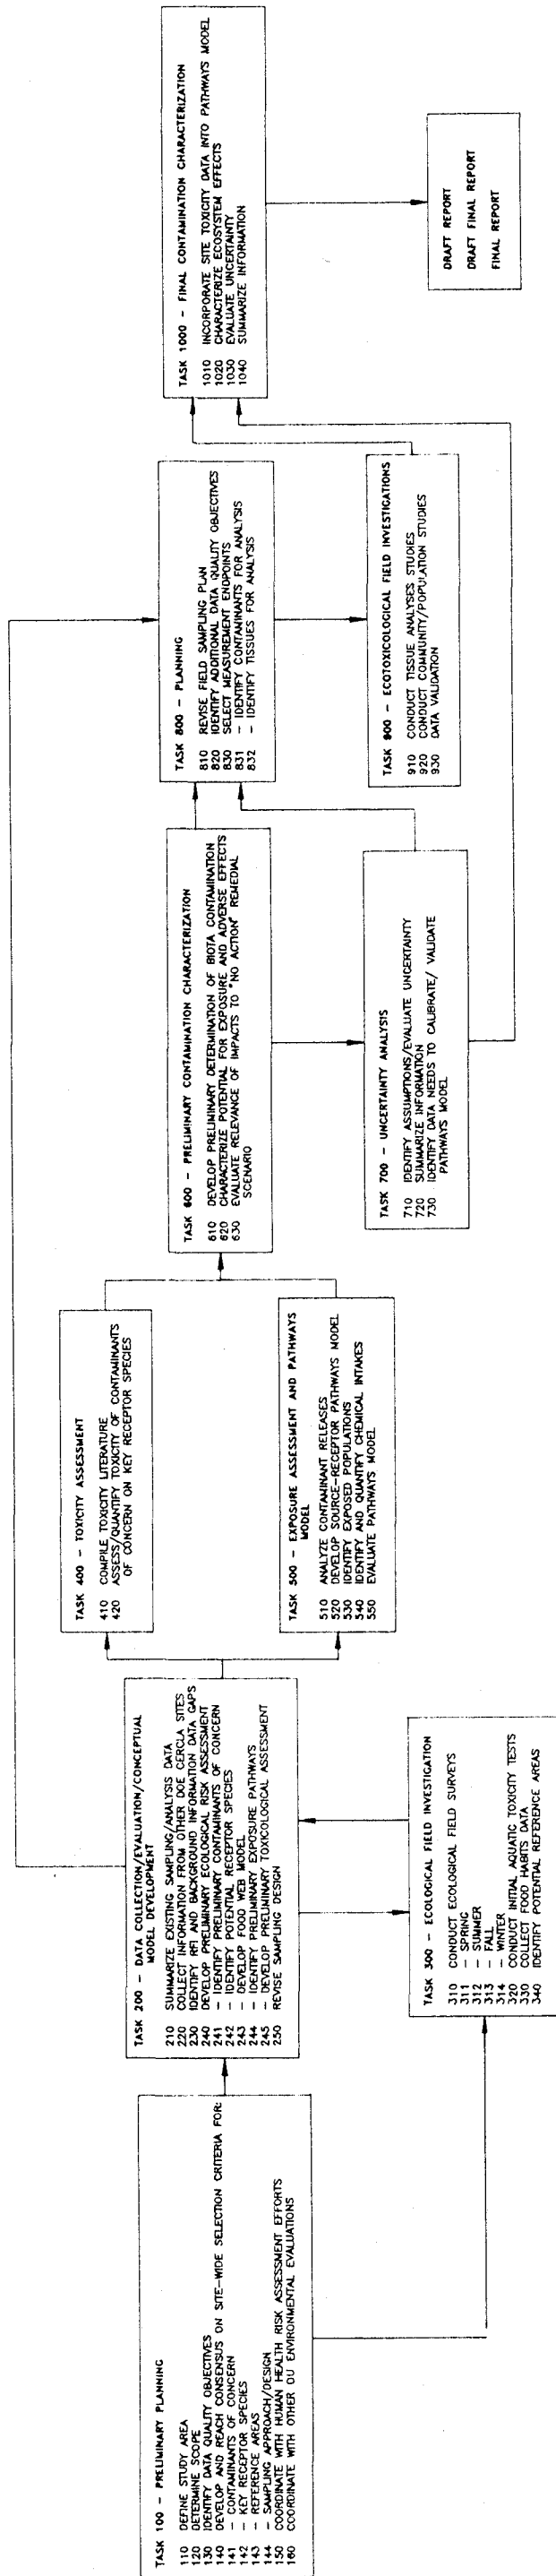 TASK 100 - PRELIMINARY PLANNING
110 DEFINE STUDY AREA
120 DETERMINE SCOPE
130 IDENTIFY DATA QUALITY OBJECTIVES
140 DEVELOP AND REACH CONSENSUS ON SITE-WIDE SELECTION CRITERIA FOR:
141 - CONTAMINANTS OF CONCERN
142 - KEY RECEPTOR SPECIES
143 - REFERENCE AREAS
144 - SAMPLING APPROACH/DESIGN
150 COORDINATE WITH HUMAN HEALTH RISK ASSESSMENT EFFORTS
160 COORDINATE WITH OTHER OU ENVIRONMENTAL EVALUATIONS
TASK 200 - DATA COLLECTION/EVALUATION/CONCEPTUAL
MODEL DEVELOPMENT
210 SUMMARIZE EXISTING SAMPLING/ANALYSIS DATA
220 COLLECT INFORMATION FROM OTHER DOE CERCLA SITES
230 IDENTIFY RFI AND BACKGROUND INFORMATION DATA GAPS
240 DEVELOP PRELIMINARY ECOLOGICAL RISK ASSESSMENT
241 - IDENTIFY PRELIMINARY CONTAMINANTS OF CONCERN
242 - IDENTIFY POTENTIAL RECEPTOR SPECIES
243 - DEVELOP FOOD WEB MODEL
244 - IDENTIFY PRELIMINARY EXPOSURE PATHWAYS
245 - DEVELOP PRELIMINARY TOXICOLOGICAL ASSESSMENT
250 REVISE SAMPLING DESIGN
TASK 300 - ECOLOGICAL FIELD INVESTIGATION
310 CONDUCT ECOLOGICAL FIELD SURVEYS
311 - SPRING
312 - SUMMER
313 - FALL
314 - WINTER
320 CONDUCT INITIAL AQUATIC TOXICITY TESTS
330 COLLECT FOOD HABITS DATA
340 IDENTIFY POTENTIAL REFERENCE AREAS
TASK 400 - TOXICITY ASSESSMENT
410 COMPILE TOXICITY LITERATURE
420 ASSESS/QUANTIFY TOXICITY OF CONTAMINANTS
OF CONCERN ON KEY RECEPTOR SPECIES
TASK 500 - EXPOSURE ASSESSMENT AND PATHWAYS
MODEL
510 ANALYZE CONTAMINANT RELEASES
520 DEVELOP SOURCE-RECEPTOR PATHWAYS MODEL
530 IDENTIFY EXPOSED POPULATIONS
540 IDENTIFY AND QUANTIFY CHEMICAL INTAKES
550 EVALUATE PATHWAYS MODEL
TASK 600 - PRELIMINARY CONTAMINATION CHARACTERIZATION
610 DEVELOP PRELIMINARY DETERMINATION OF BIOTA CONTAMINATION
620 CHARACTERIZE POTENTIAL FOR EXPOSURE AND ADVERSE EFFECTS
630 EVALUATE RELEVANCE OF IMPACTS TO "NO ACTION" REMEDIAL
SCENARIO
TASK 700 - UNCERTAINTY ANALYSIS
710 IDENTIFY ASSUMPTIONS/EVALUATE UNCERTAINTY
720 SUMMARIZE INFORMATION
730 IDENTIFY DATA NEEDS TO CALIBRATE/ VALIDATE
PATHWAYS MODEL
TASK 800 - PLANNING
810 REVISE FIELD SAMPLING PLAN
820 IDENTIFY ADDITIONAL DATA QUALITY OBJECTIVES
830 SELECT MEASUREMENT ENDPOINTS
831 - IDENTIFY CONTAMINANTS FOR ANALYSIS
832 - IDENTIFY TISSUES FOR ANALYSIS
TASK 900 - ECOTOXICOLOGICAL FIELD INVESTIGATIONS
910 CONDUCT TISSUE ANALYSES STUDIES
920 CONDUCT COMMUNITY/POPULATION STUDIES
930 DATA VALIDATION
TASK 1000 - FINAL CONTAMINATION CHARACTERIZATION
1010 INCORPORATE SITE TOXICITY DATA INTO PATHWAYS MODEL
1020 CHARACTERIZE ECOSYSTEM EFFECTS
1030 EVALUATE UNCERTAINTY
1040 SUMMARIZE INFORMATION
DRAFT REPORT
DRAFT FINAL REPORT
FINAL REPORT